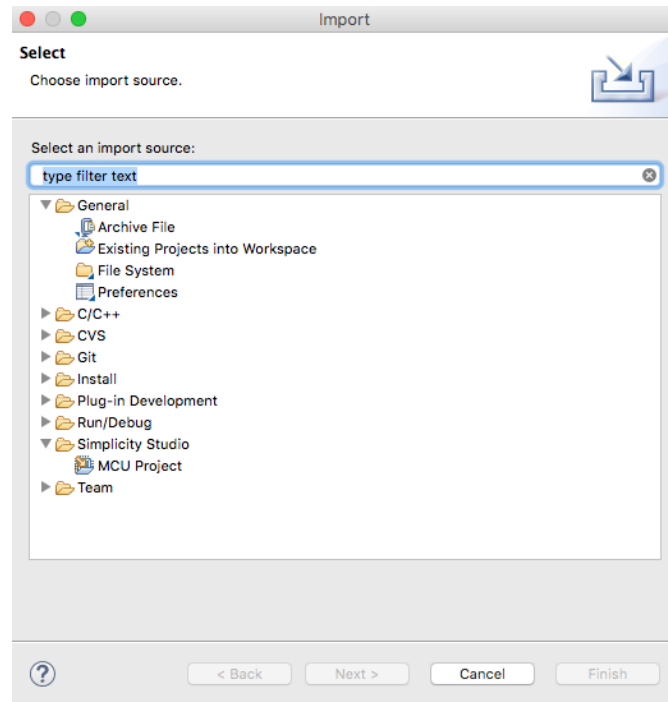 Import
Select
Choose import source.
Select an import source:
type filter text
General
Archive File
Existing Projects into Workspace
File System
Preferences
C/C++
CVS
Git
Install
Plug-in Development
Run/Debug
Simplicity Studio
MCU Project
Team
?
< Back Next > Cancel Finish